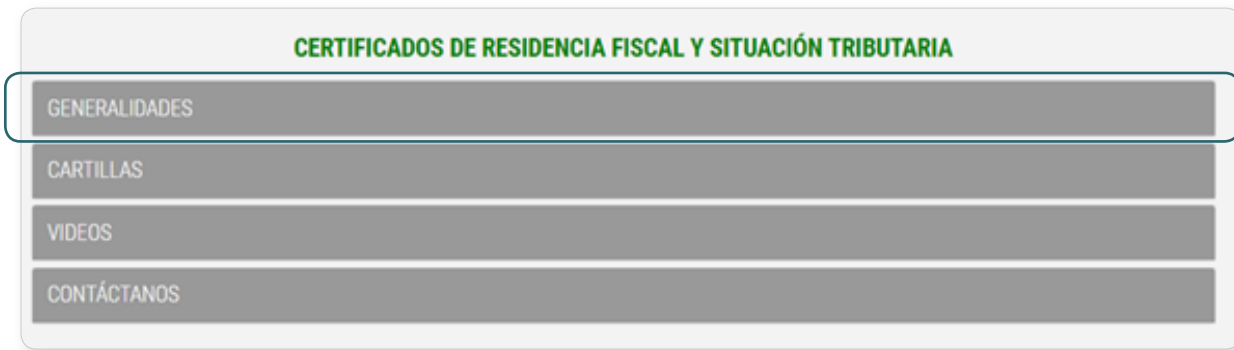 CERTIFICADOS DE RESIDENCIA FISCAL Y SITUACIÓN TRIBUTARIA
GENERALIDADES
CARTILLAS
VIDEOS
CONTÁCTANOS